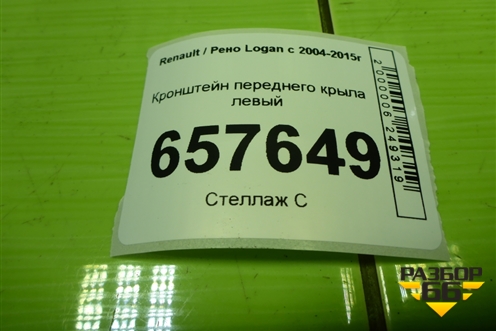 Renault / Рено Logan с 2004-2015г
Кронштейн переднего крыла
левый
657649
Стеллаж С
2000006249319
РАЗБОР
66